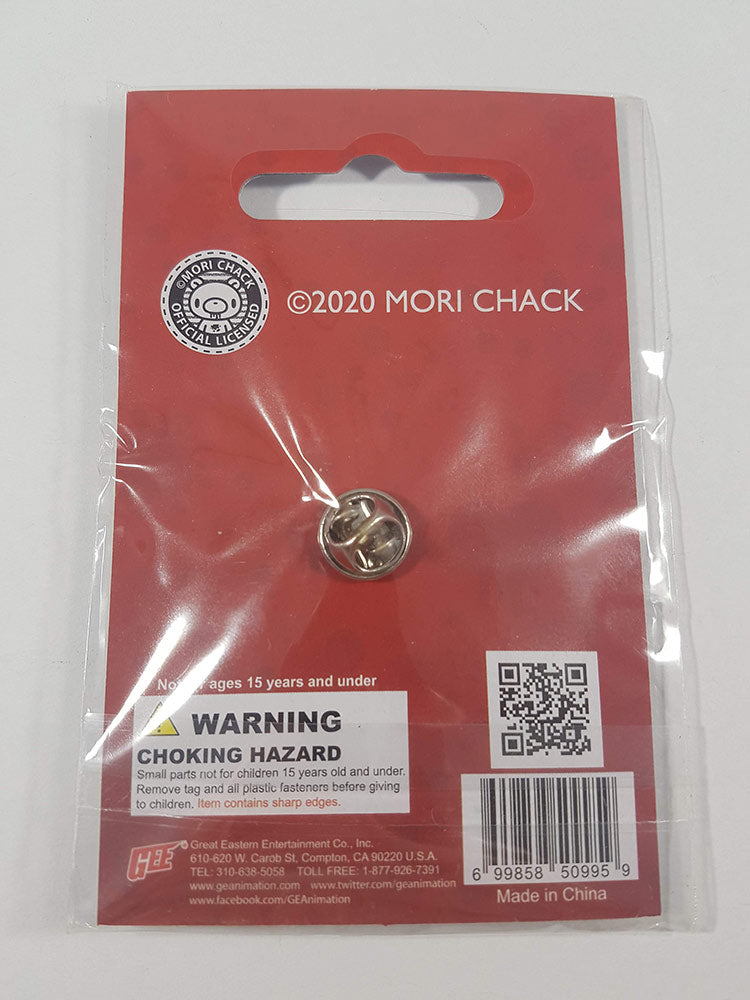 ©MORI CHACK
OFFICIAL LICENSED
©2020 MORI CHACK
ages 15 years and under
WARNING
CHOKING HAZARD
Small parts not for children 15 years old and under.
Remove tag and all plastic fasteners before giving
to children. Item contains sharp edges.
GEE
Great Eastern Entertainment Co., Inc.
610-620 W. Carob St, Compton, CA 90220 U.S.A.
TEL: 310-638-5058 TOLL FREE: 1-877-926-7391
www.geanimation.com www.twitter.com/geanimation
www.facebook.com/GEAnimation
6 99858 50995 9
Made in China